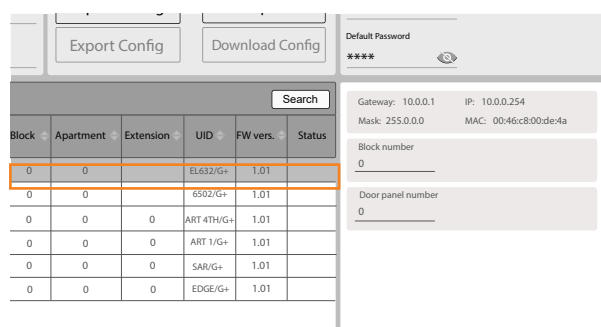 Export Config Download Config
Default Password
****
Search
Block Apartment Extension UID FW vers. Status
0 0 EL632/G+ 1.01
0 0 6502/G+ 1.01
0 0 0 ART 4TH/G+ 1.01
0 0 0 ART 1/G+ 1.01
0 0 0 SAR/G+ 1.01
0 0 0 EDGE/G+ 1.01
Gateway: 10.0.0.1 IP: 10.0.0.254
Mask: 255.0.0.0 MAC: 00:46:c8:00:de:4a
Block number
0
Door panel number
0